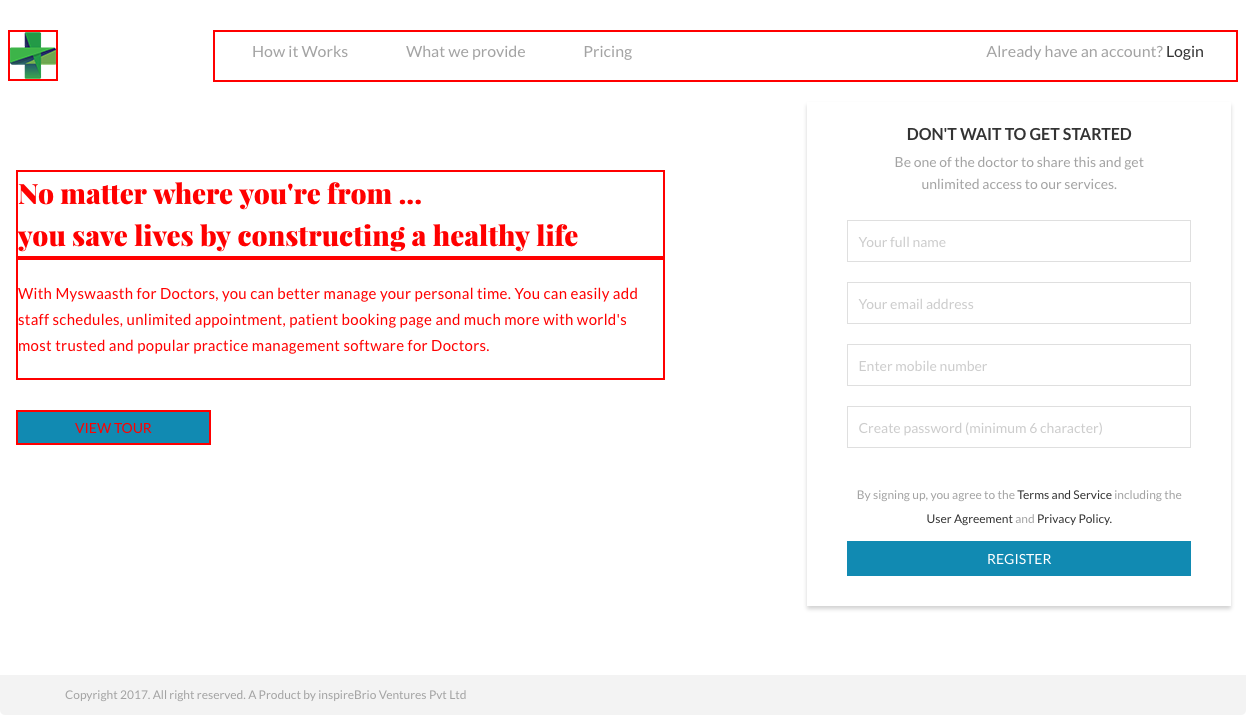 How it Works
What we provide
Pricing
Already have an account? Login
No matter where you're from ...
you save lives by constructing a healthy life
With Myswaasth for Doctors, you can better manage your personal time. You can easily add
staff schedules, unlimited appointment, patient booking page and much more with world's
most trusted and popular practice management software for Doctors.
VIEW TOUR
DON'T WAIT TO GET STARTED
Be one of the doctor to share this and get
unlimited access to our services.
Your full name
Your email address
Enter mobile number
Create password (minimum 6 character)
By signing up, you agree to the Terms and Service including the
User Agreement and Privacy Policy.
REGISTER
Copyright 2017. All right reserved. A Product by inspireBrio Ventures Pvt Ltd